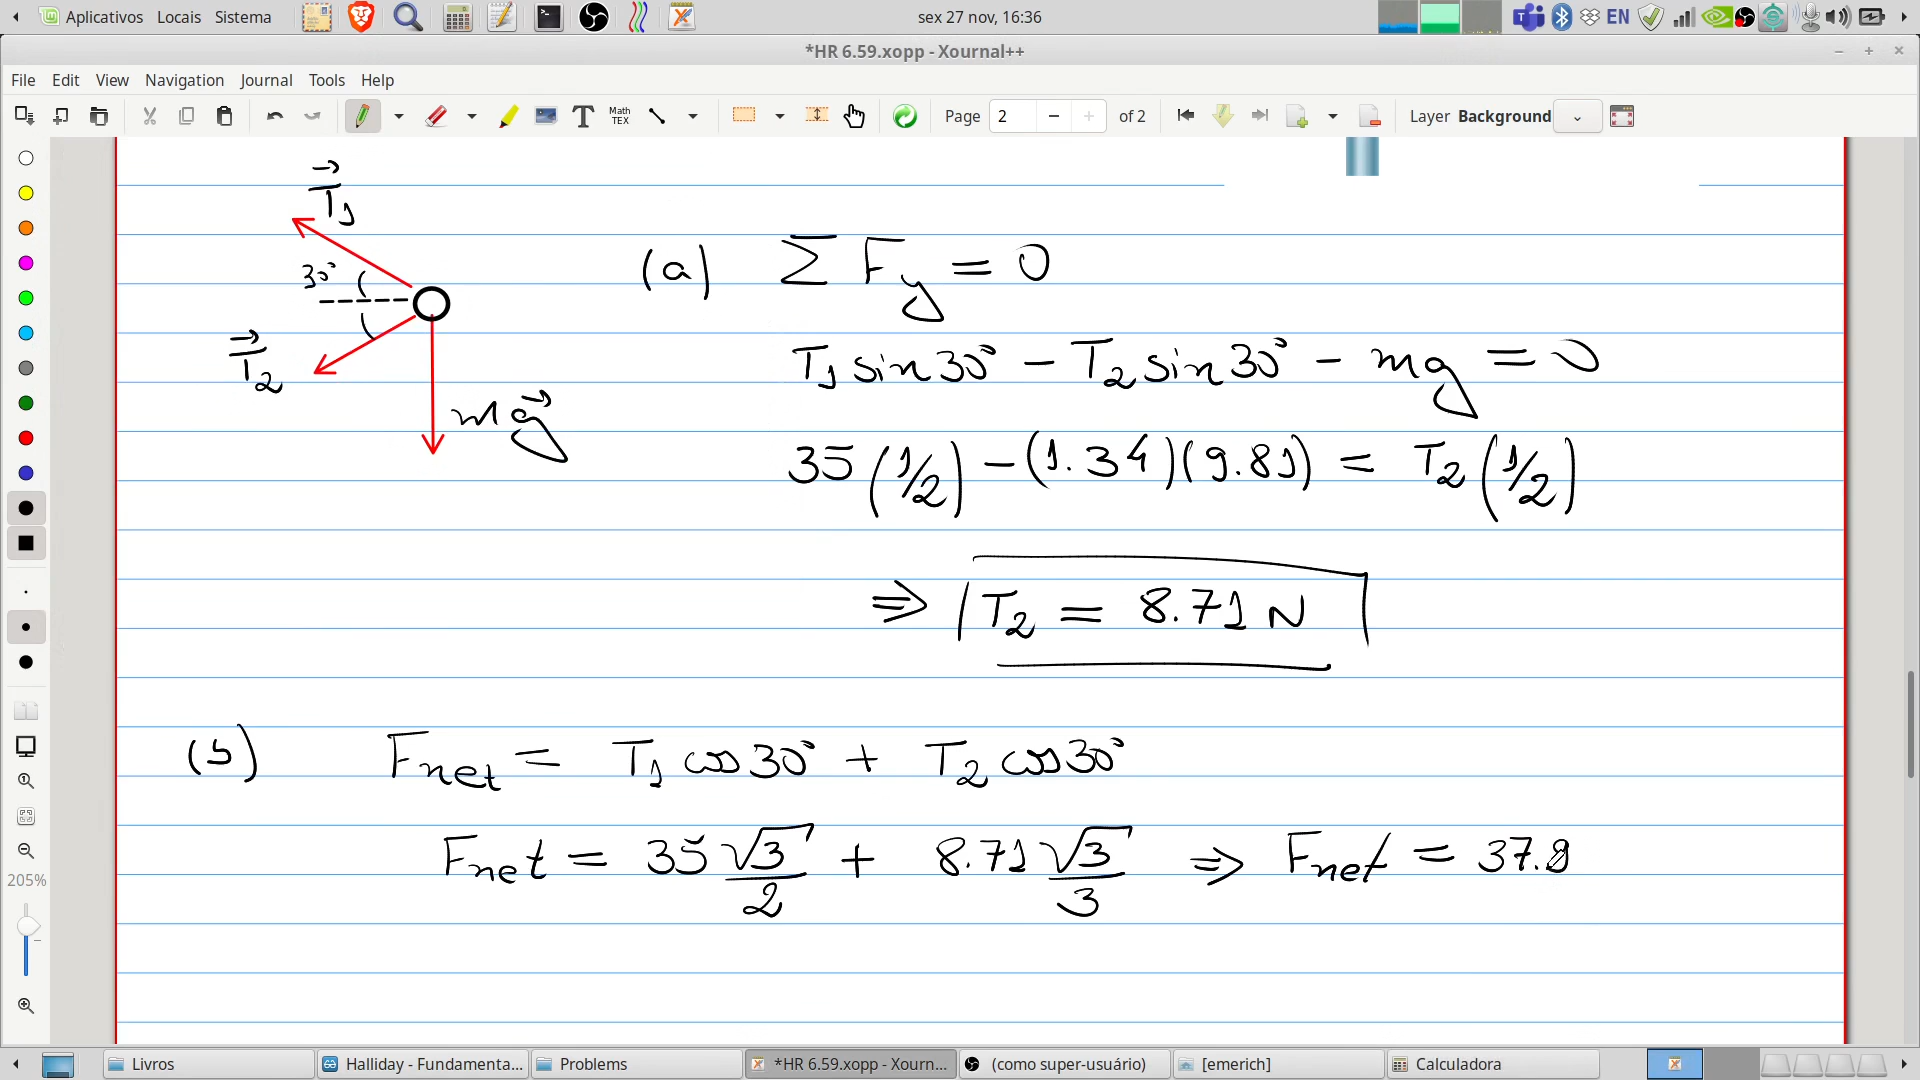 Aplicativos Locais Sistema sex 27 nov, 16:36 EN
*HR 6.59.xopp - Xournal++
File Edit View Navigation Journal Tools Help
Math TEX Page 2 of 2 Layer Background
T₁
30°
T₂
mg
(a) Σ Fy = 0
T₁ sin30° - T₂ sin30° - mg = 0
35 (1/2) - (1.34)(9.81) = T₂ (1/2)
⇒ T₂ = 8.71 N
(b) Fnet = T₁ cos30° + T₂ cos30°
Fnet = 35 √3/2 + 8.71 √3/3 ⇒ Fnet = 37.8
205%
Livros Halliday - Fundamenta... Problems *HR 6.59.xopp - Xourn... (como super-usuário) [emerich] Calculadora